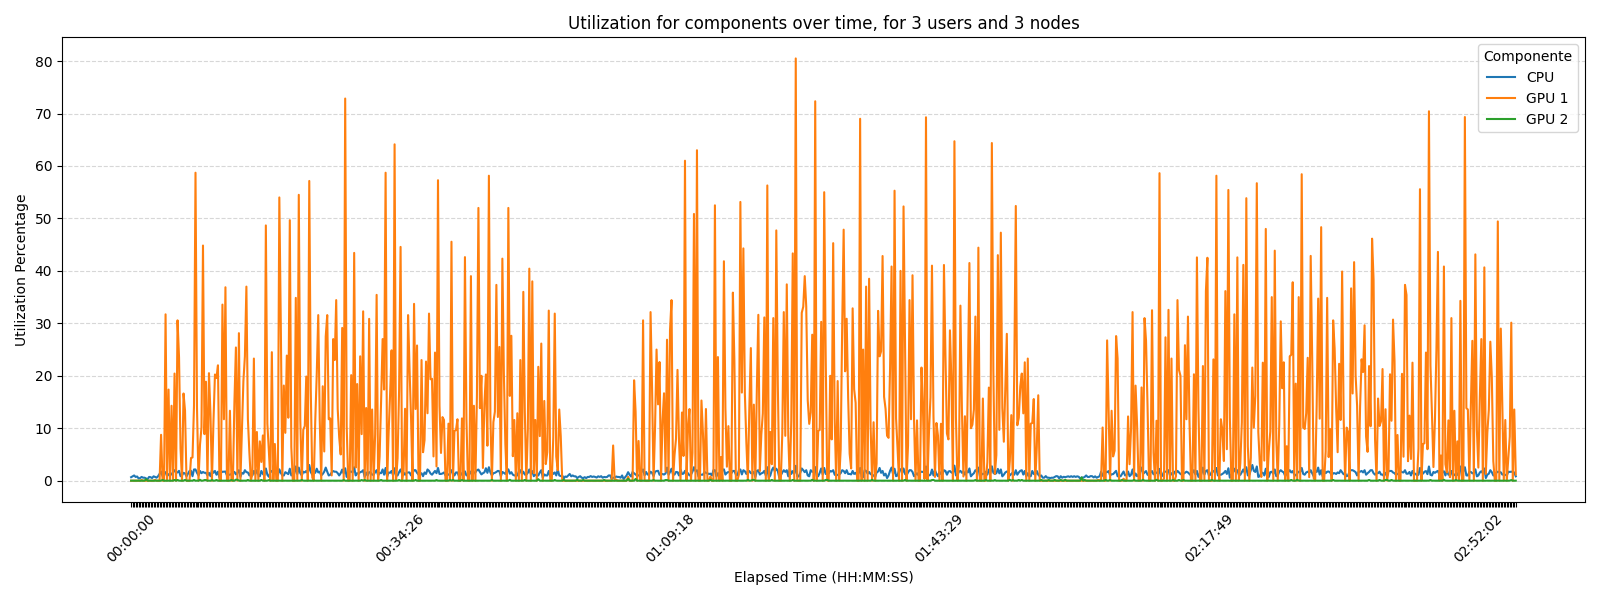 Utilization for components over time, for 3 users and 3 nodes
Utilization Percentage
80
70
60
50
40
30
20
10
0
Componente
CPU
GPU 1
GPU 2
00:00:00
00:34:26
01:09:18
01:43:29
02:17:49
02:52:02
Elapsed Time (HH:MM:SS)